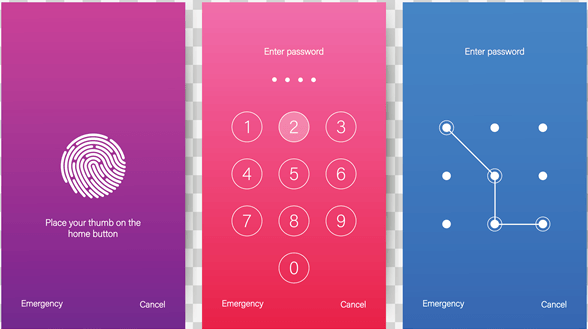 Place your thumb on the
home button
Emergency
Cancel
Enter password
1
2
3
4
5
6
7
8
9
0
Emergency
Cancel
Enter password
Emergency
Cancel